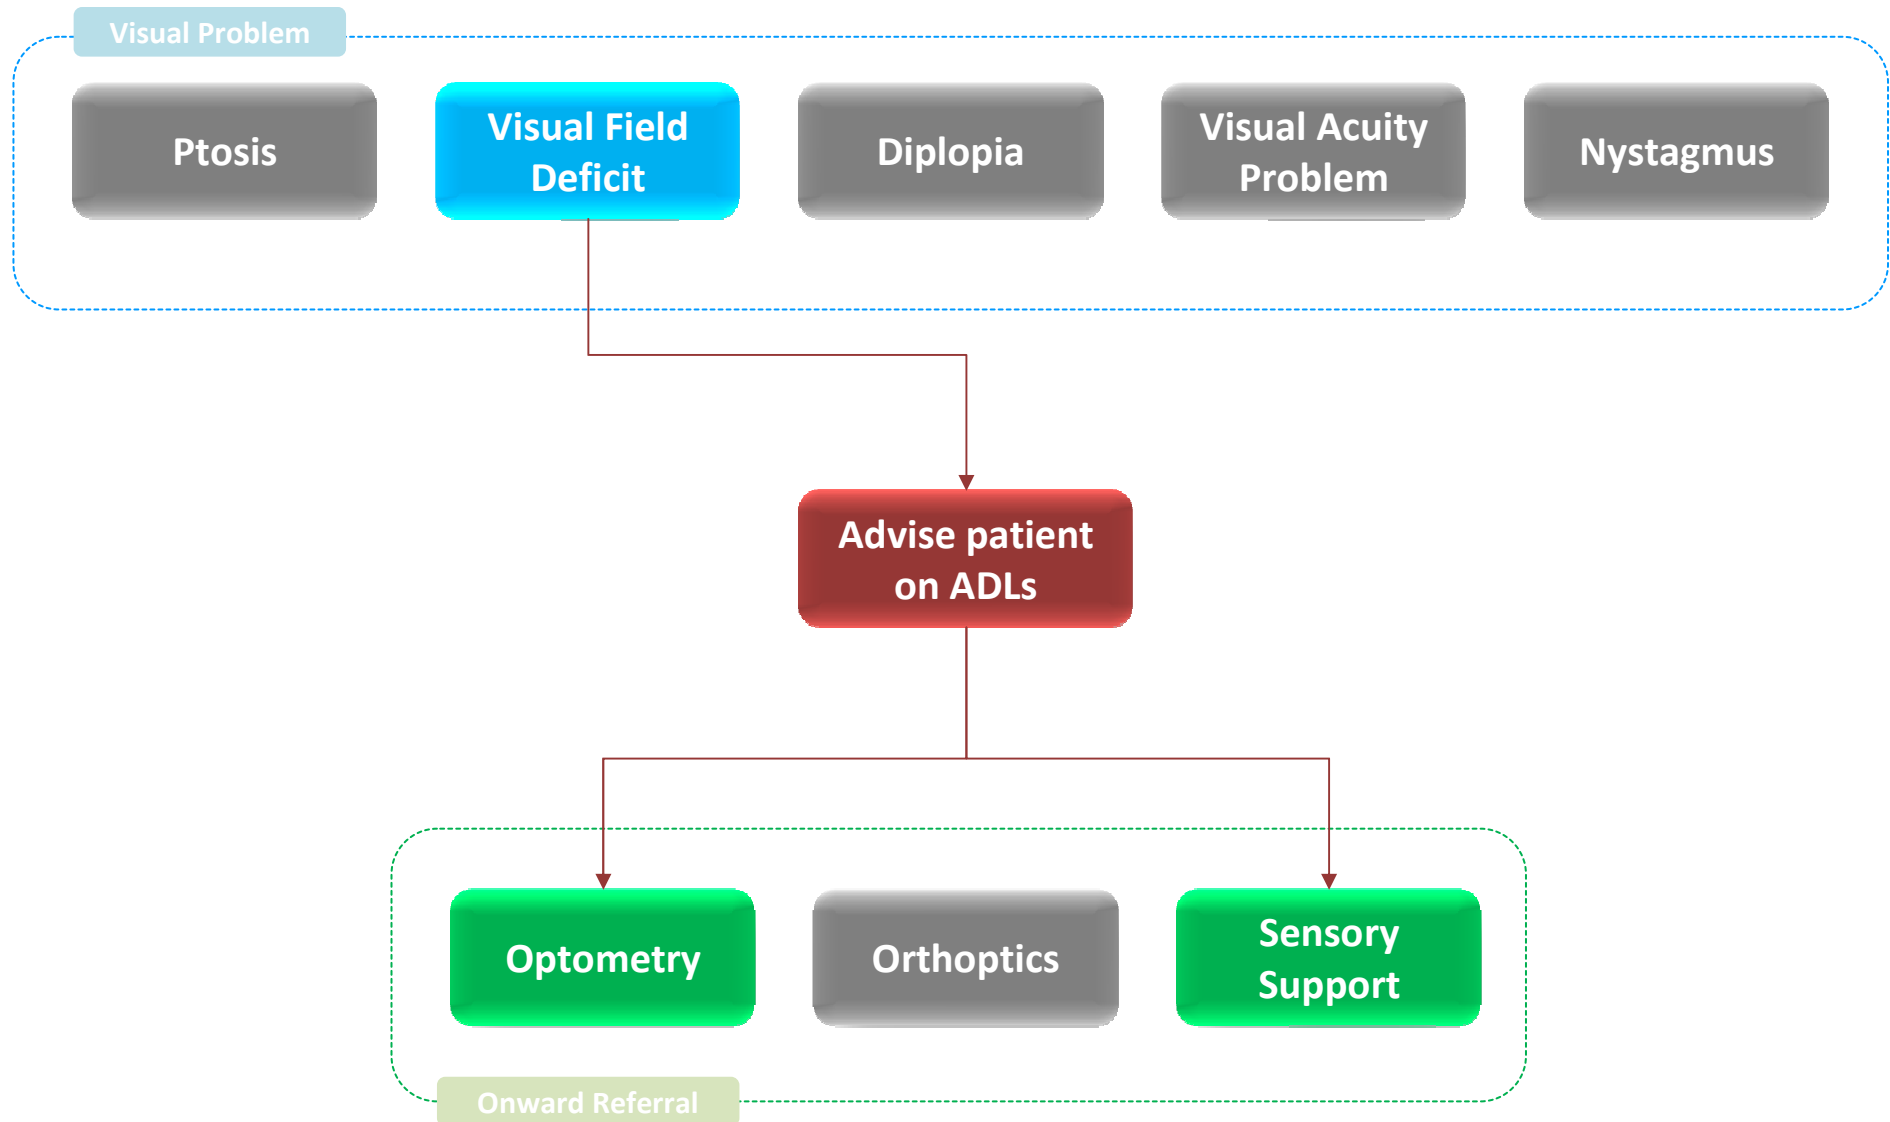 Visual Problem
Ptosis
Visual Field
Deficit
Diplopia
Visual Acuity
Problem
Nystagmus
Advise patient
on ADLs
Optometry
Orthoptics
Sensory
Support
Onward Referral